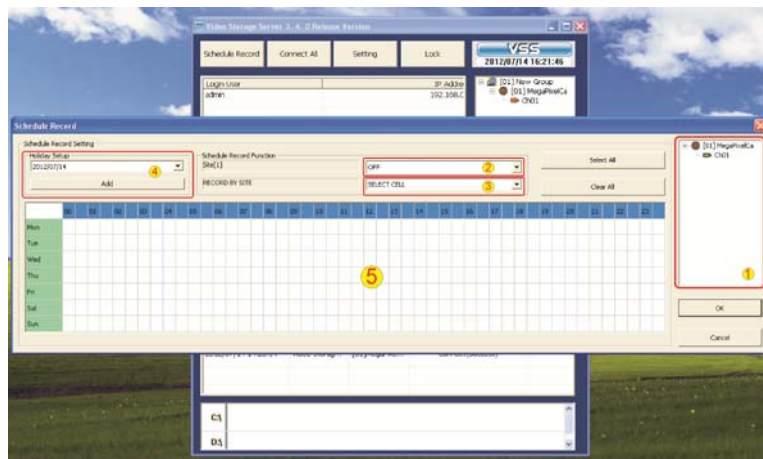 Video Storage Server 3. 4. 0 Release Version
Schedule Record
Connect All
Setting
Lock
VSS
2012/07/14 16:21:46
Login User
IP Addre
admin
192.168.0
[01] New Group
[01] MegaPixelCa
Ch01
Schedule Record
Schedule Record Setting
Holiday Setup
2012/07/14
4
Add
Schedule Record Function
Site[1]
OFF
2
RECORD BY SITE
SELECT CELL
3
Select All
Clear All
[01] MegaPixelCa
Ch01
1
00 01 02 03 04 05 06 07 08 09 10 11 12 13 14 15 16 17 18 19 20 21 22 23
Mon
Tue
Wed
Thu
Fri
Sat
Sun
5
OK
Cancel
C:\
D:\